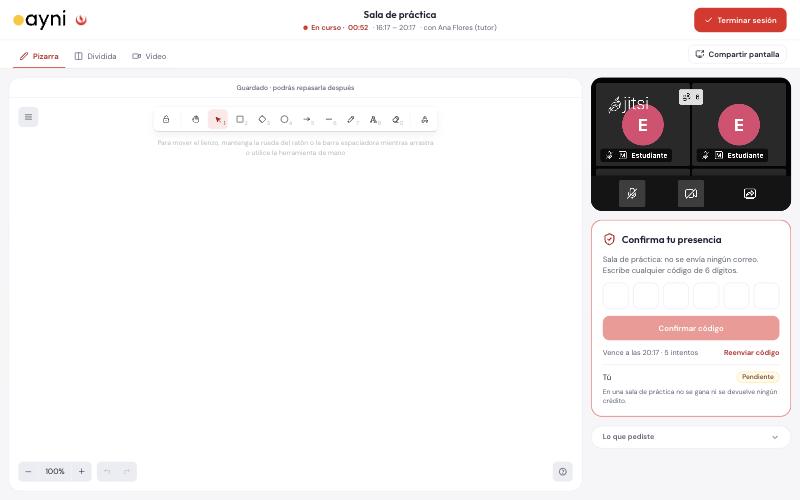 ayni
Sala de práctica
En curso · 00:52 · 16:17 – 20:17 · con Ana Flores (tutor)
Terminar sesión
Pizarra
Dividida
Video
Compartir pantalla
Guardado · podrás repasarla después
Para mover el lienzo, mantenga la rueda del ratón o la barra espaciadora mientras arrastra
o utilice la herramienta de mano
jitsi
6
E
E
Estudiante
Estudiante
Confirma tu presencia
Sala de práctica: no se envía ningún correo.
Escribe cualquier código de 6 dígitos.
Confirmar código
Vence a las 20:17 · 5 intentos
Reenviar código
Tú
Pendiente
En una sala de práctica no se gana ni se devuelve ningún
crédito.
Lo que pediste
100%